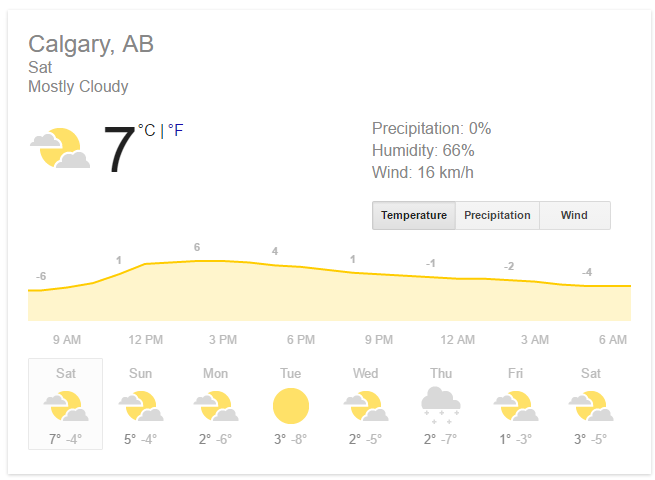 Calgary, AB
Sat
Mostly Cloudy
7 °C | °F
Precipitation: 0%
Humidity: 66%
Wind: 16 km/h
Temperature Precipitation Wind
-6 1 6 4 1 -1 -2 -4
9 AM 12 PM 3 PM 6 PM 9 PM 12 AM 3 AM 6 AM
Sat Sun Mon Tue Wed Thu Fri Sat
7° -4° 5° -4° 2° -6° 3° -8° 2° -5° 2° -7° 1° -3° 3° -5°